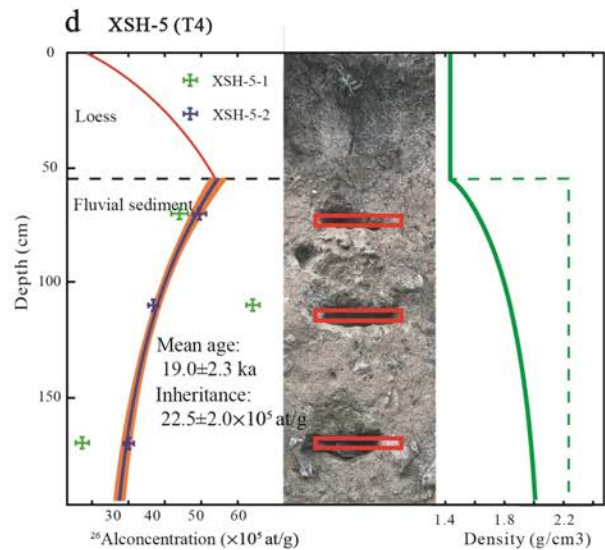 d XSH-5 (T4)
0
50
100
150
Depth (cm)
XSH-5-1
XSH-5-2
Loess
Fluvial sediment
Mean age:
19.0±2.3 ka
Inheritance:
22.5±2.0×10⁵ at/g
30 40 50 60
²⁶Alconcentration (×10⁵ at/g)
1.4 1.8 2.2
Density (g/cm3)